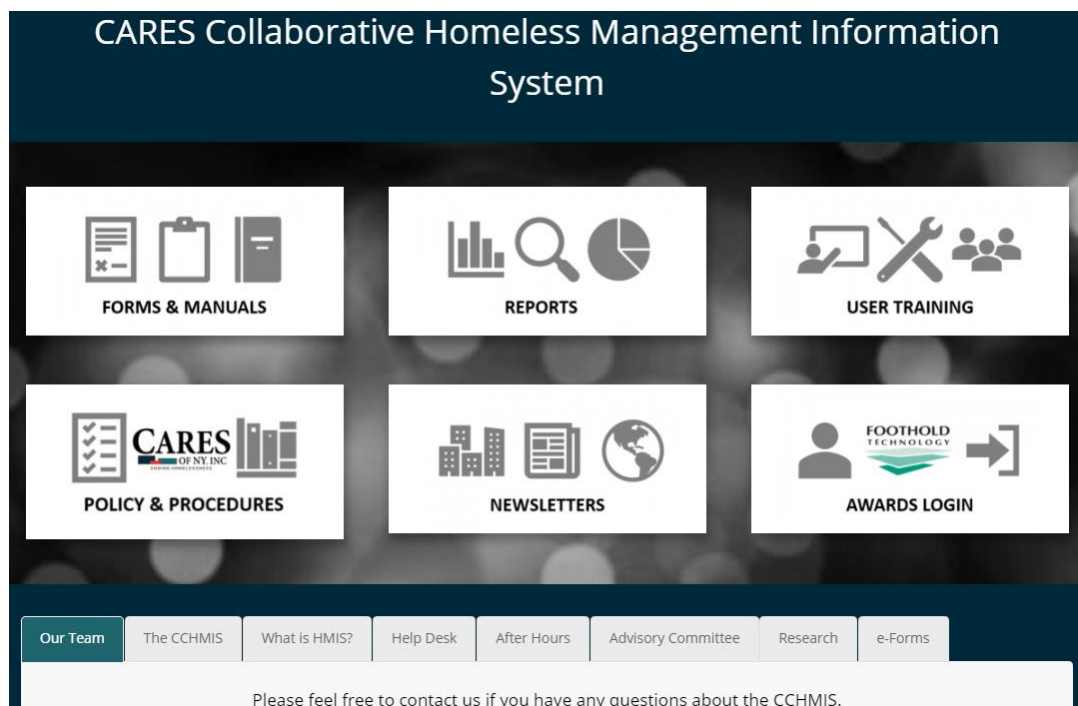 CARES Collaborative Homeless Management Information
System
FORMS & MANUALS
REPORTS
USER TRAINING
CARES
OF NY, INC
ENDING HOMELESSNESS
POLICY & PROCEDURES
NEWSLETTERS
FOOTHOLD
TECHNOLOGY
AWARDS LOGIN
Our Team
The CCHMIS
What is HMIS?
Help Desk
After Hours
Advisory Committee
Research
e-Forms
Please feel free to contact us if you have any questions about the CCHMIS.